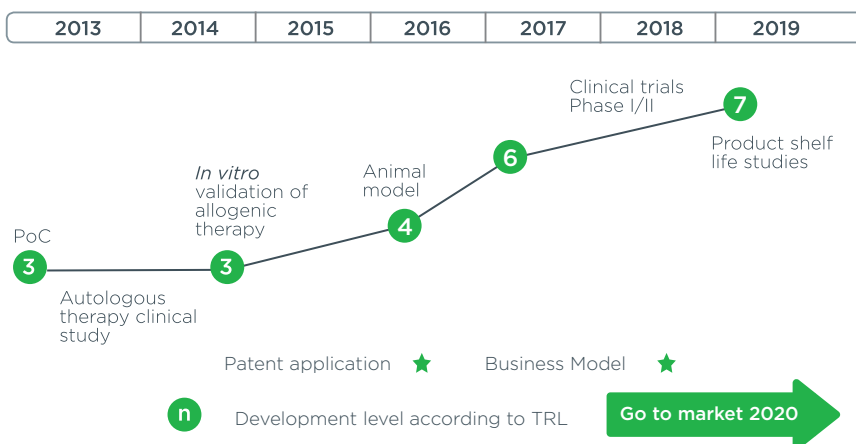 2013 2014 2015 2016 2017 2018 2019
Clinical trials
Phase I/II
7
Product shelf
life studies
6
In vitro
validation of
allogenic
therapy
Animal
model
4
PoC
3
3
Autologous
therapy clinical
study
Patent application
Business Model
n
Development level according to TRL
Go to market 2020